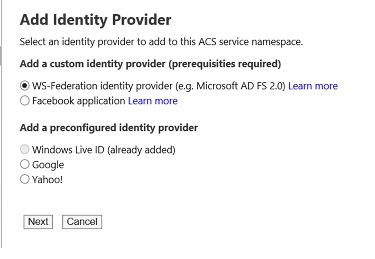 Add Identity Provider
Select an identity provider to add to this ACS service namespace.
Add a custom identity provider (prerequisities required)
WS-Federation identity provider (e.g. Microsoft AD FS 2.0) Learn more
Facebook application Learn more
Add a preconfigured identity provider
Windows Live ID (already added)
Google
Yahoo!
Next Cancel